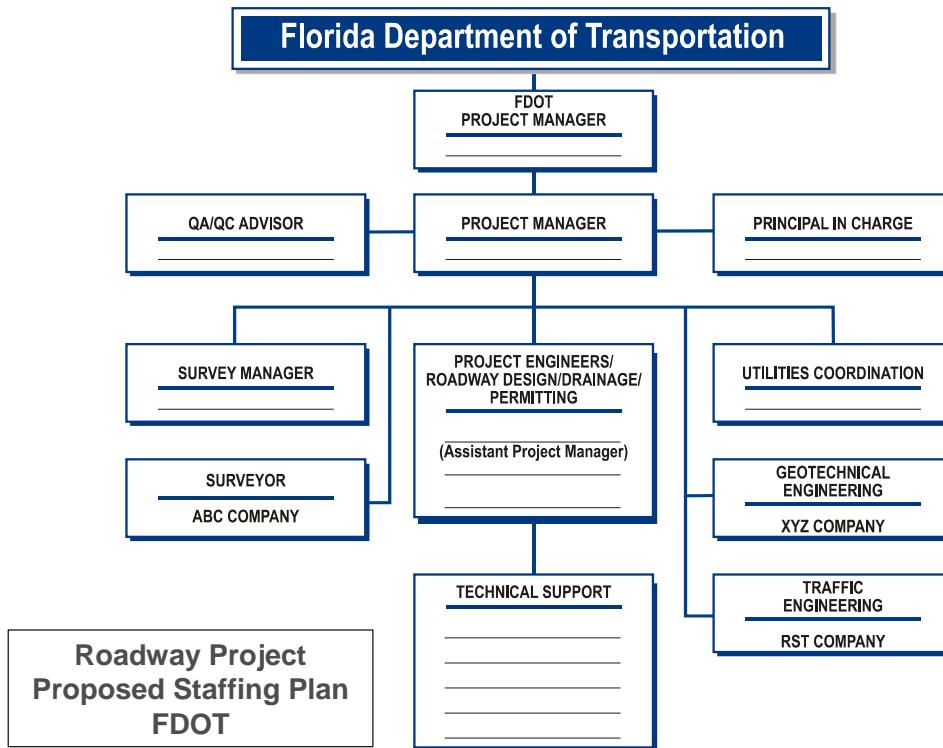 Florida Department of Transportation
FDOT
PROJECT MANAGER
QA/QC ADVISOR
PROJECT MANAGER
PRINCIPAL IN CHARGE
SURVEY MANAGER
PROJECT ENGINEERS/
ROADWAY DESIGN/DRAINAGE/
PERMITTING
(Assistant Project Manager)
UTILITIES COORDINATION
SURVEYOR
ABC COMPANY
GEOTECHNICAL
ENGINEERING
XYZ COMPANY
TECHNICAL SUPPORT
TRAFFIC
ENGINEERING
RST COMPANY
Roadway Project
Proposed Staffing Plan
FDOT